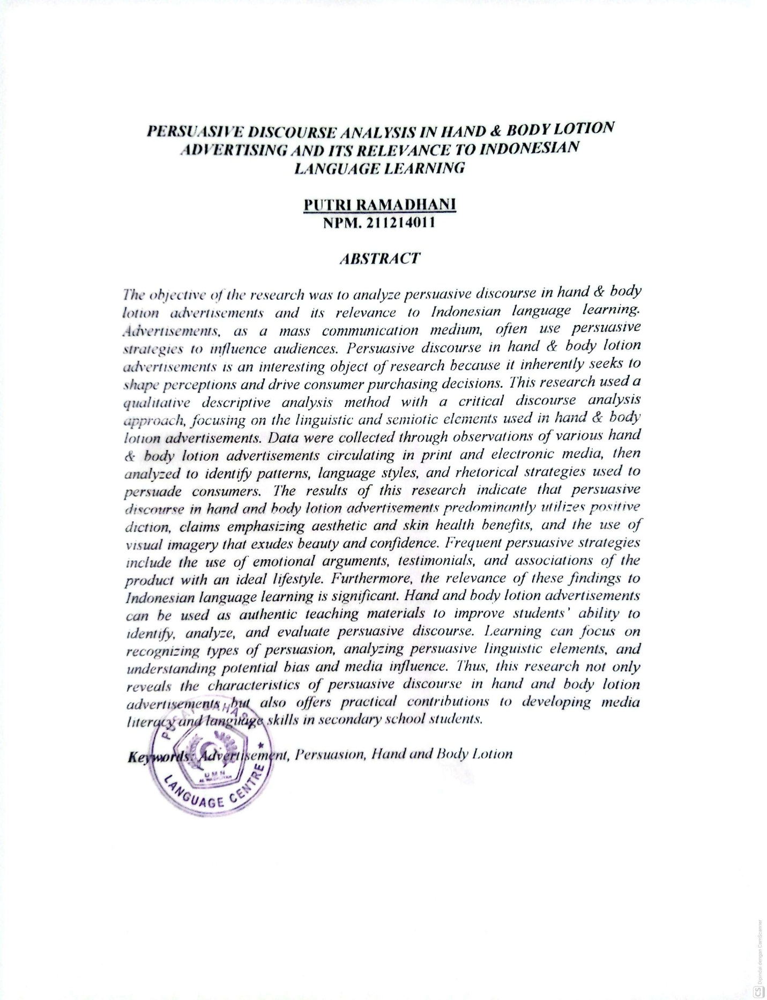 PERSUASIVE DISCOURSE ANALYSIS IN HAND & BODY LOTION
ADVERTISING AND ITS RELEVANCE TO INDONESIAN
LANGUAGE LEARNING
PUTRI RAMADHANI
NPM. 211214011
ABSTRACT
The objective of the research was to analyze persuasive discourse in hand & body
lotion advertisements and its relevance to Indonesian language learning.
Advertisements, as a mass communication medium, often use persuasive
strategies to influence audiences. Persuasive discourse in hand & body lotion
advertisements is an interesting object of research because it inherently seeks to
shape perceptions and drive consumer purchasing decisions. This research used a
qualitative descriptive analysis method with a critical discourse analysis
approach, focusing on the linguistic and semiotic elements used in hand & body
lotion advertisements. Data were collected through observations of various hand
& body lotion advertisements circulating in print and electronic media, then
analyzed to identify patterns, language styles, and rhetorical strategies used to
persuade consumers. The results of this research indicate that persuasive
discourse in hand and body lotion advertisements predominantly utilizes positive
diction, claims emphasizing aesthetic and skin health benefits, and the use of
visual imagery that exudes beauty and confidence. Frequent persuasive strategies
include the use of emotional arguments, testimonials, and associations of the
product with an ideal lifestyle. Furthermore, the relevance of these findings to
Indonesian language learning is significant. Hand and body lotion advertisements
can be used as authentic teaching materials to improve students' ability to
identify, analyze, and evaluate persuasive discourse. Learning can focus on
recognizing types of persuasion, analyzing persuasive linguistic elements, and
understanding potential bias and media influence. Thus, this research not only
reveals the characteristics of persuasive discourse in hand and body lotion
advertisements, but also offers practical contributions to developing media
literacy and language skills in secondary school students.
Keywords: Advertisement, Persuasion, Hand and Body Lotion
PUSAT BAHASA
UMN
AL WASHLIYAH
LANGUAGE CENTRE
CS Dipindai dengan CamScanner